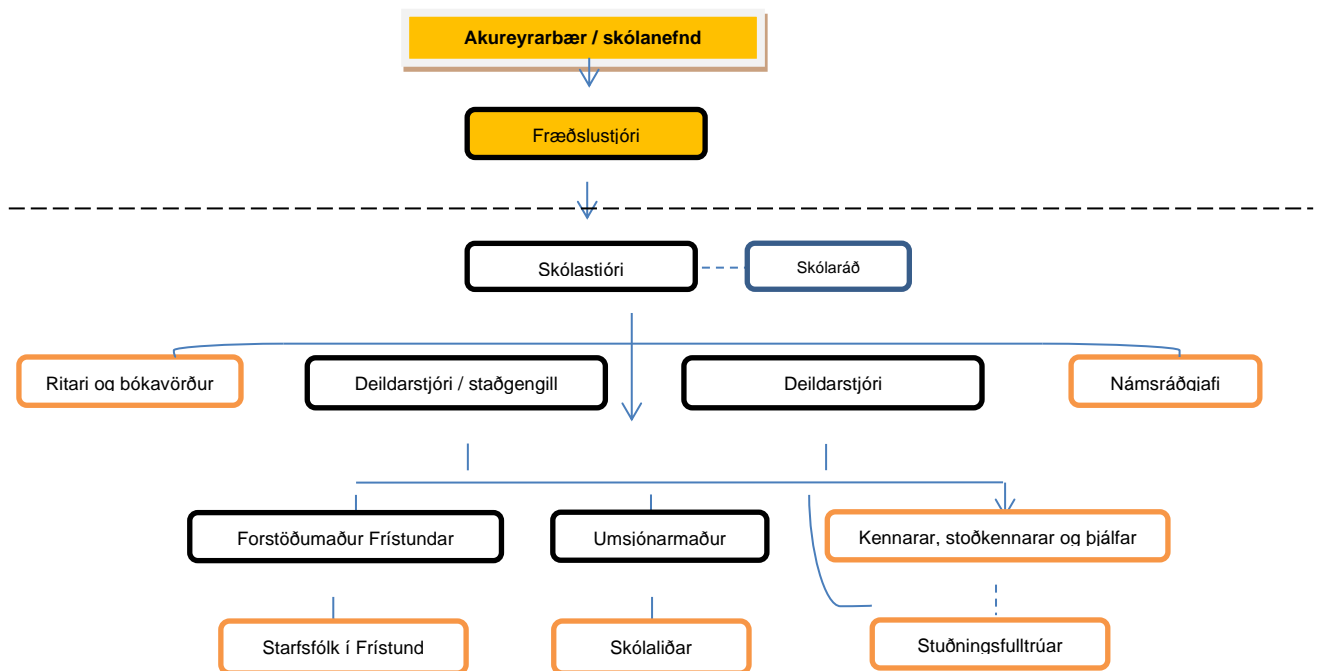 Akureyrarbær / skólanefnd
Fræðslustjóri
Skólastjóri
Skólaráð
Ritari og bókavörður
Deildarstjóri / staðgengill
Deildarstjóri
Námsráðgjafi
Forstöðumaður Frístundar
Umsjónarmaður
Kennarar, stoðkennarar og þjálfar
Starfsfólk í Frístund
Skólaliðar
Stuðningsfulltrúar